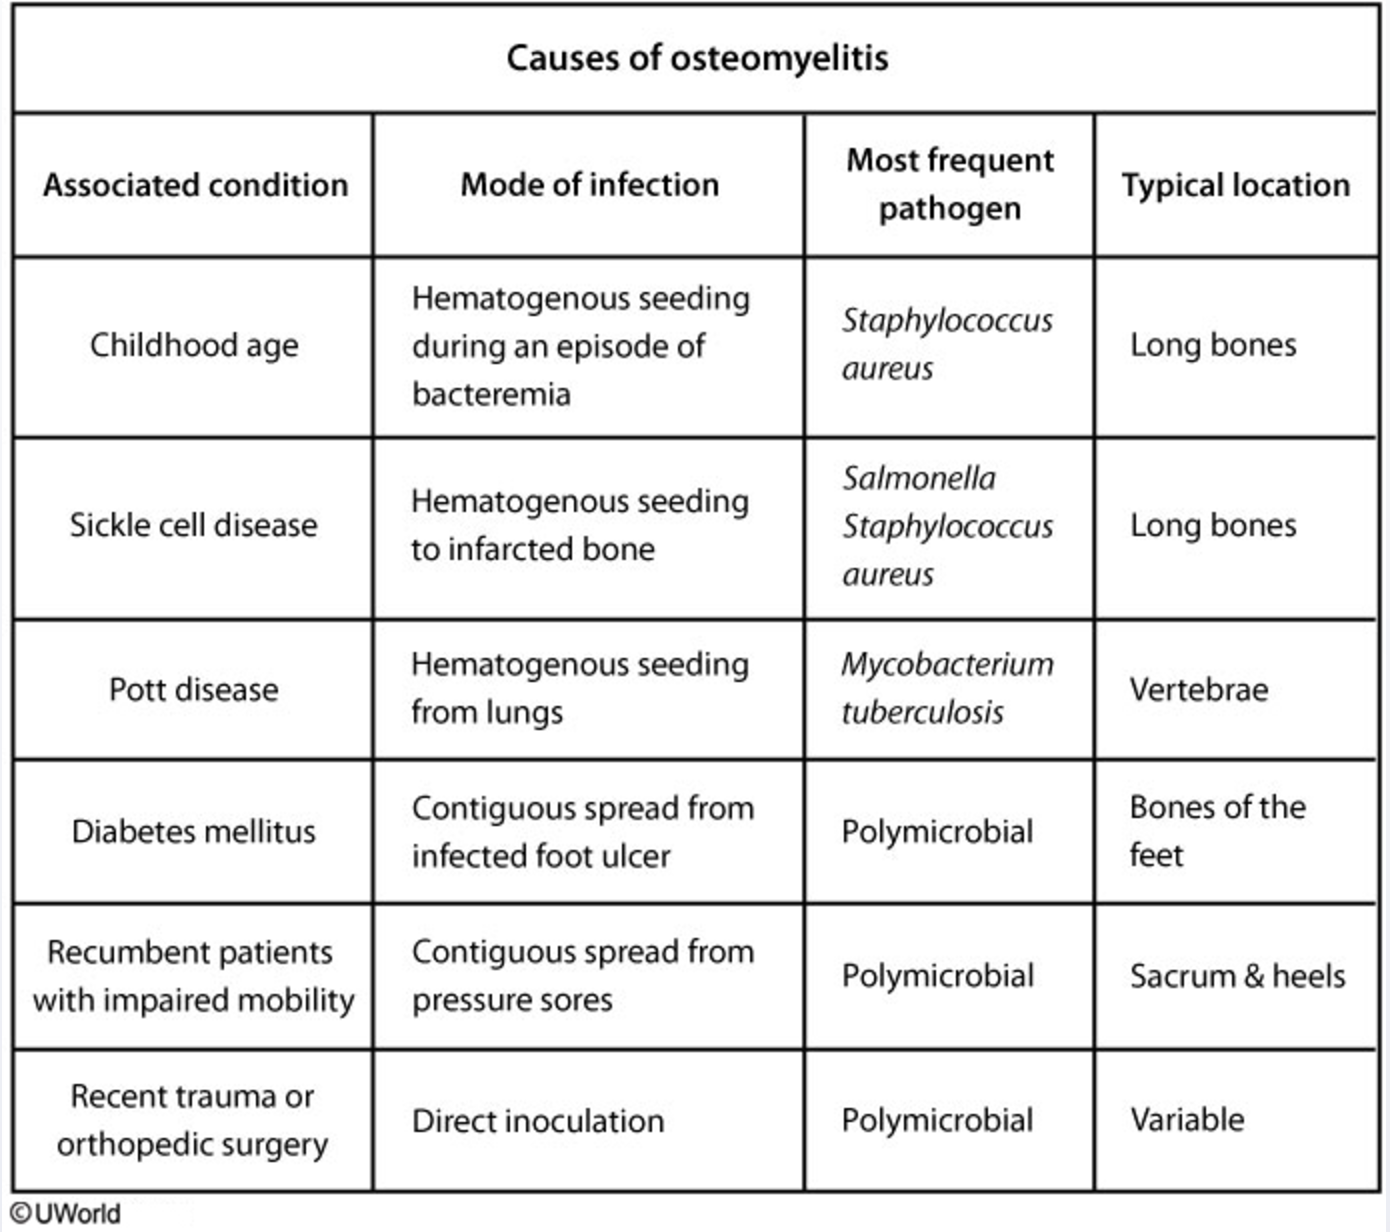 Causes of osteomyelitis
Associated condition
Mode of infection
Most frequent
pathogen
Typical location
Childhood age
Hematogenous seeding
during an episode of
bacteremia
Staphylococcus
aureus
Long bones
Sickle cell disease
Hematogenous seeding
to infarcted bone
Salmonella
Staphylococcus
aureus
Long bones
Pott disease
Hematogenous seeding
from lungs
Mycobacterium
tuberculosis
Vertebrae
Diabetes mellitus
Contiguous spread from
infected foot ulcer
Polymicrobial
Bones of the
feet
Recumbent patients
with impaired mobility
Contiguous spread from
pressure sores
Polymicrobial
Sacrum & heels
Recent trauma or
orthopedic surgery
Direct inoculation
Polymicrobial
Variable
©UWorld